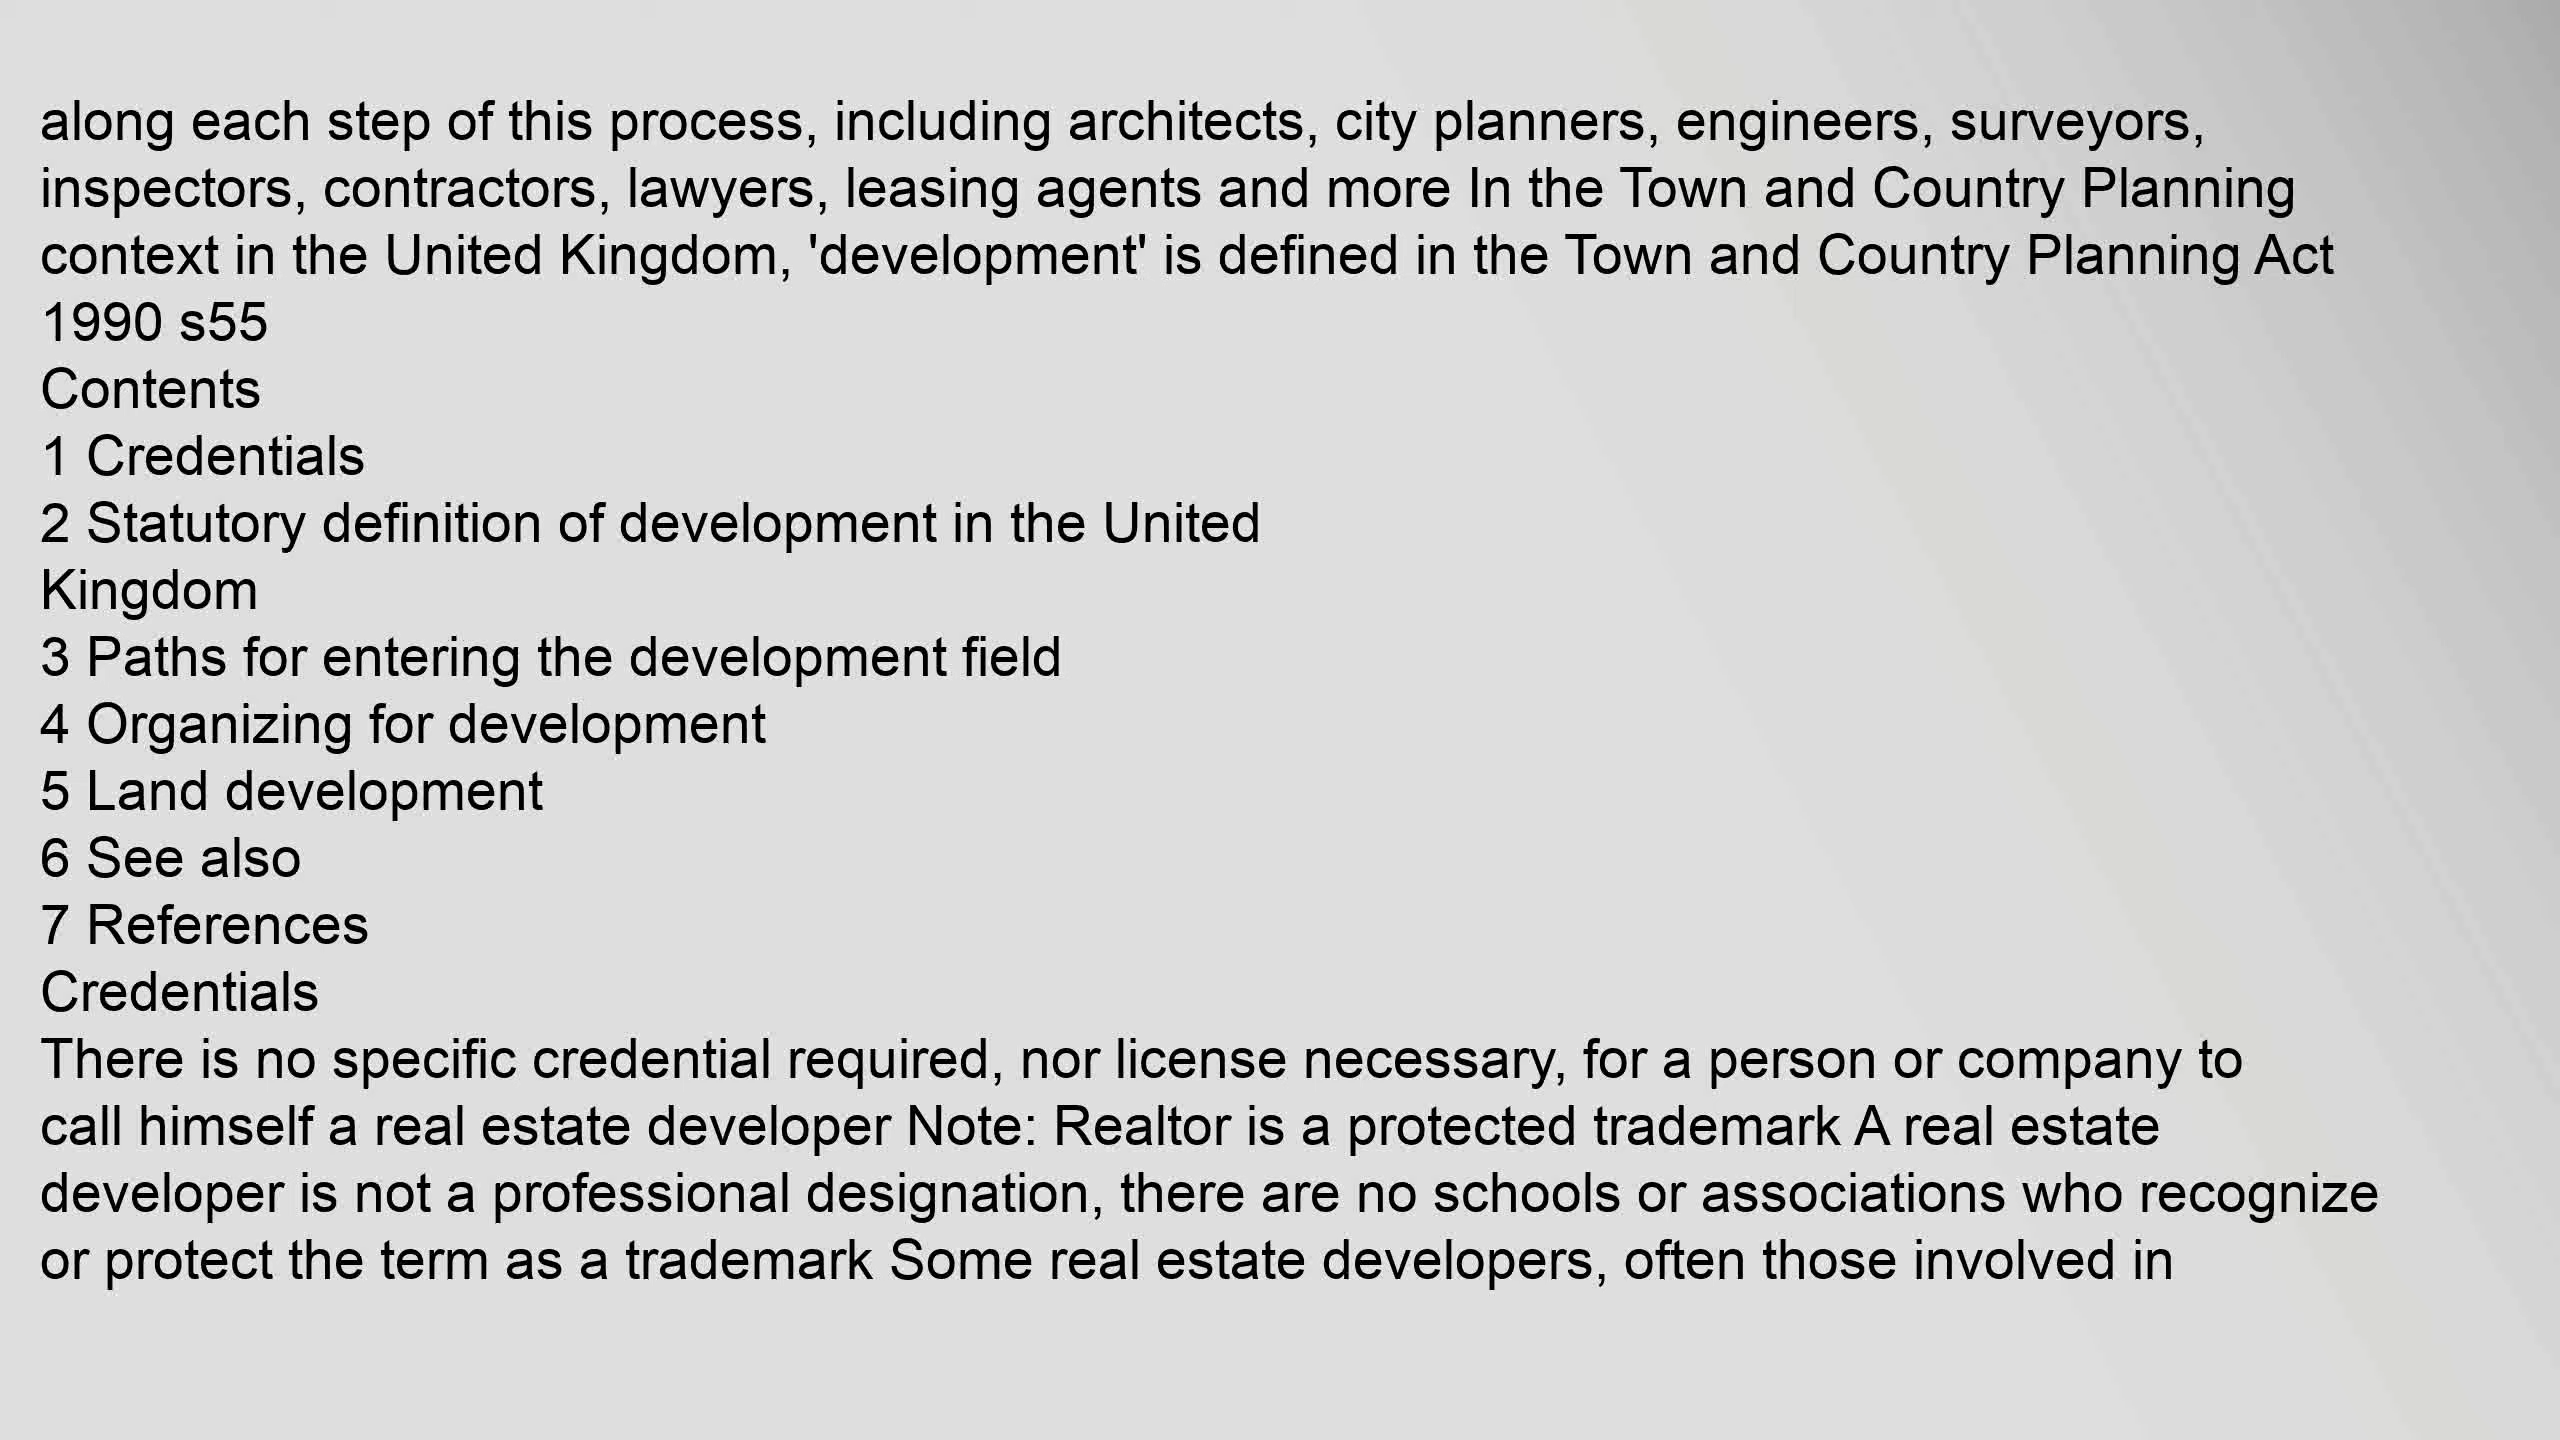 along each step of this process, including architects, city planners, engineers, surveyors,
inspectors, contractors, lawyers, leasing agents and more In the Town and Country Planning
context in the United Kingdom, 'development' is defined in the Town and Country Planning Act
1990 s55
Contents
1 Credentials
2 Statutory definition of development in the United
Kingdom
3 Paths for entering the development field
4 Organizing for development
5 Land development
6 See also
7 References
Credentials
There is no specific credential required, nor license necessary, for a person or company to
call himself a real estate developer Note: Realtor is a protected trademark A real estate
developer is not a professional designation, there are no schools or associations who recognize
or protect the term as a trademark Some real estate developers, often those involved in